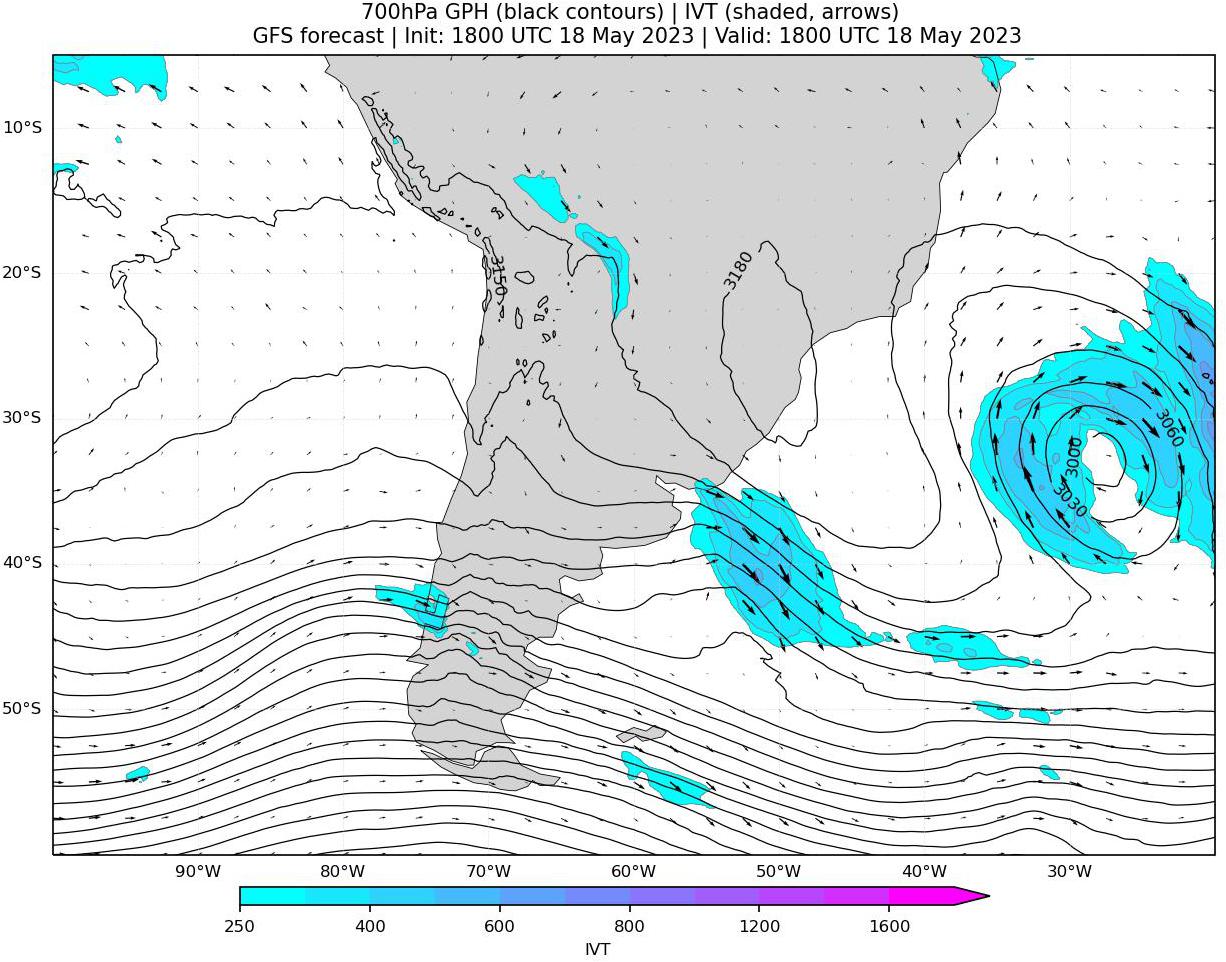 700hPa GPH (black contours) | IVT (shaded, arrows)
GFS forecast | Init: 1800 UTC 18 May 2023 | Valid: 1800 UTC 18 May 2023
10°S
20°S
30°S
40°S
50°S
3150
3180
3060
3000
3030
90°W
80°W
70°W
60°W
50°W
40°W
30°W
250
400
600
800
1200
1600
IVT